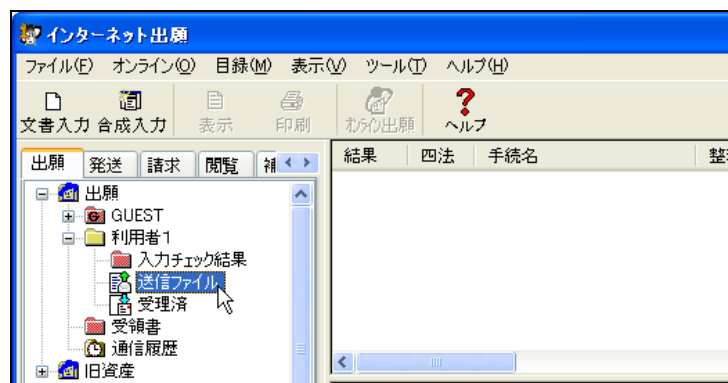 インターネット出願
ファイル(F) オンライン(O) 目録(M) 表示(V) ツール(T) ヘルプ(H)
文書入力 合成入力 表示 印刷 オンライン出願 ヘルプ
出願 発送 請求 閲覧 補
結果 四法 手続名 整
出願
GUEST
利用者1
入力チェック結果
送信ファイル
受理済
受領書
通信履歴
旧資産